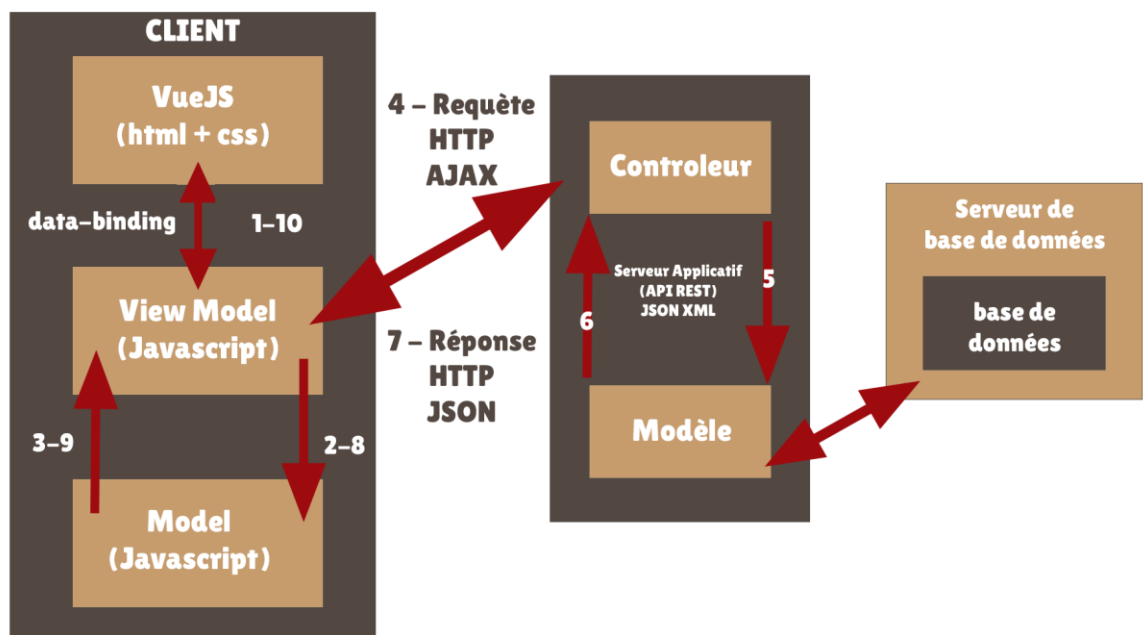 CLIENT
VueJS
(html + css)
data-binding
1-10
View Model
(Javascript)
3-9
2-8
Model
(Javascript)
4 - Requète
HTTP
AJAX
7 - Réponse
HTTP
JSON
Controleur
Serveur Applicatif
(API REST)
JSON XML
5
6
Modèle
Serveur de
base de données
base de
données